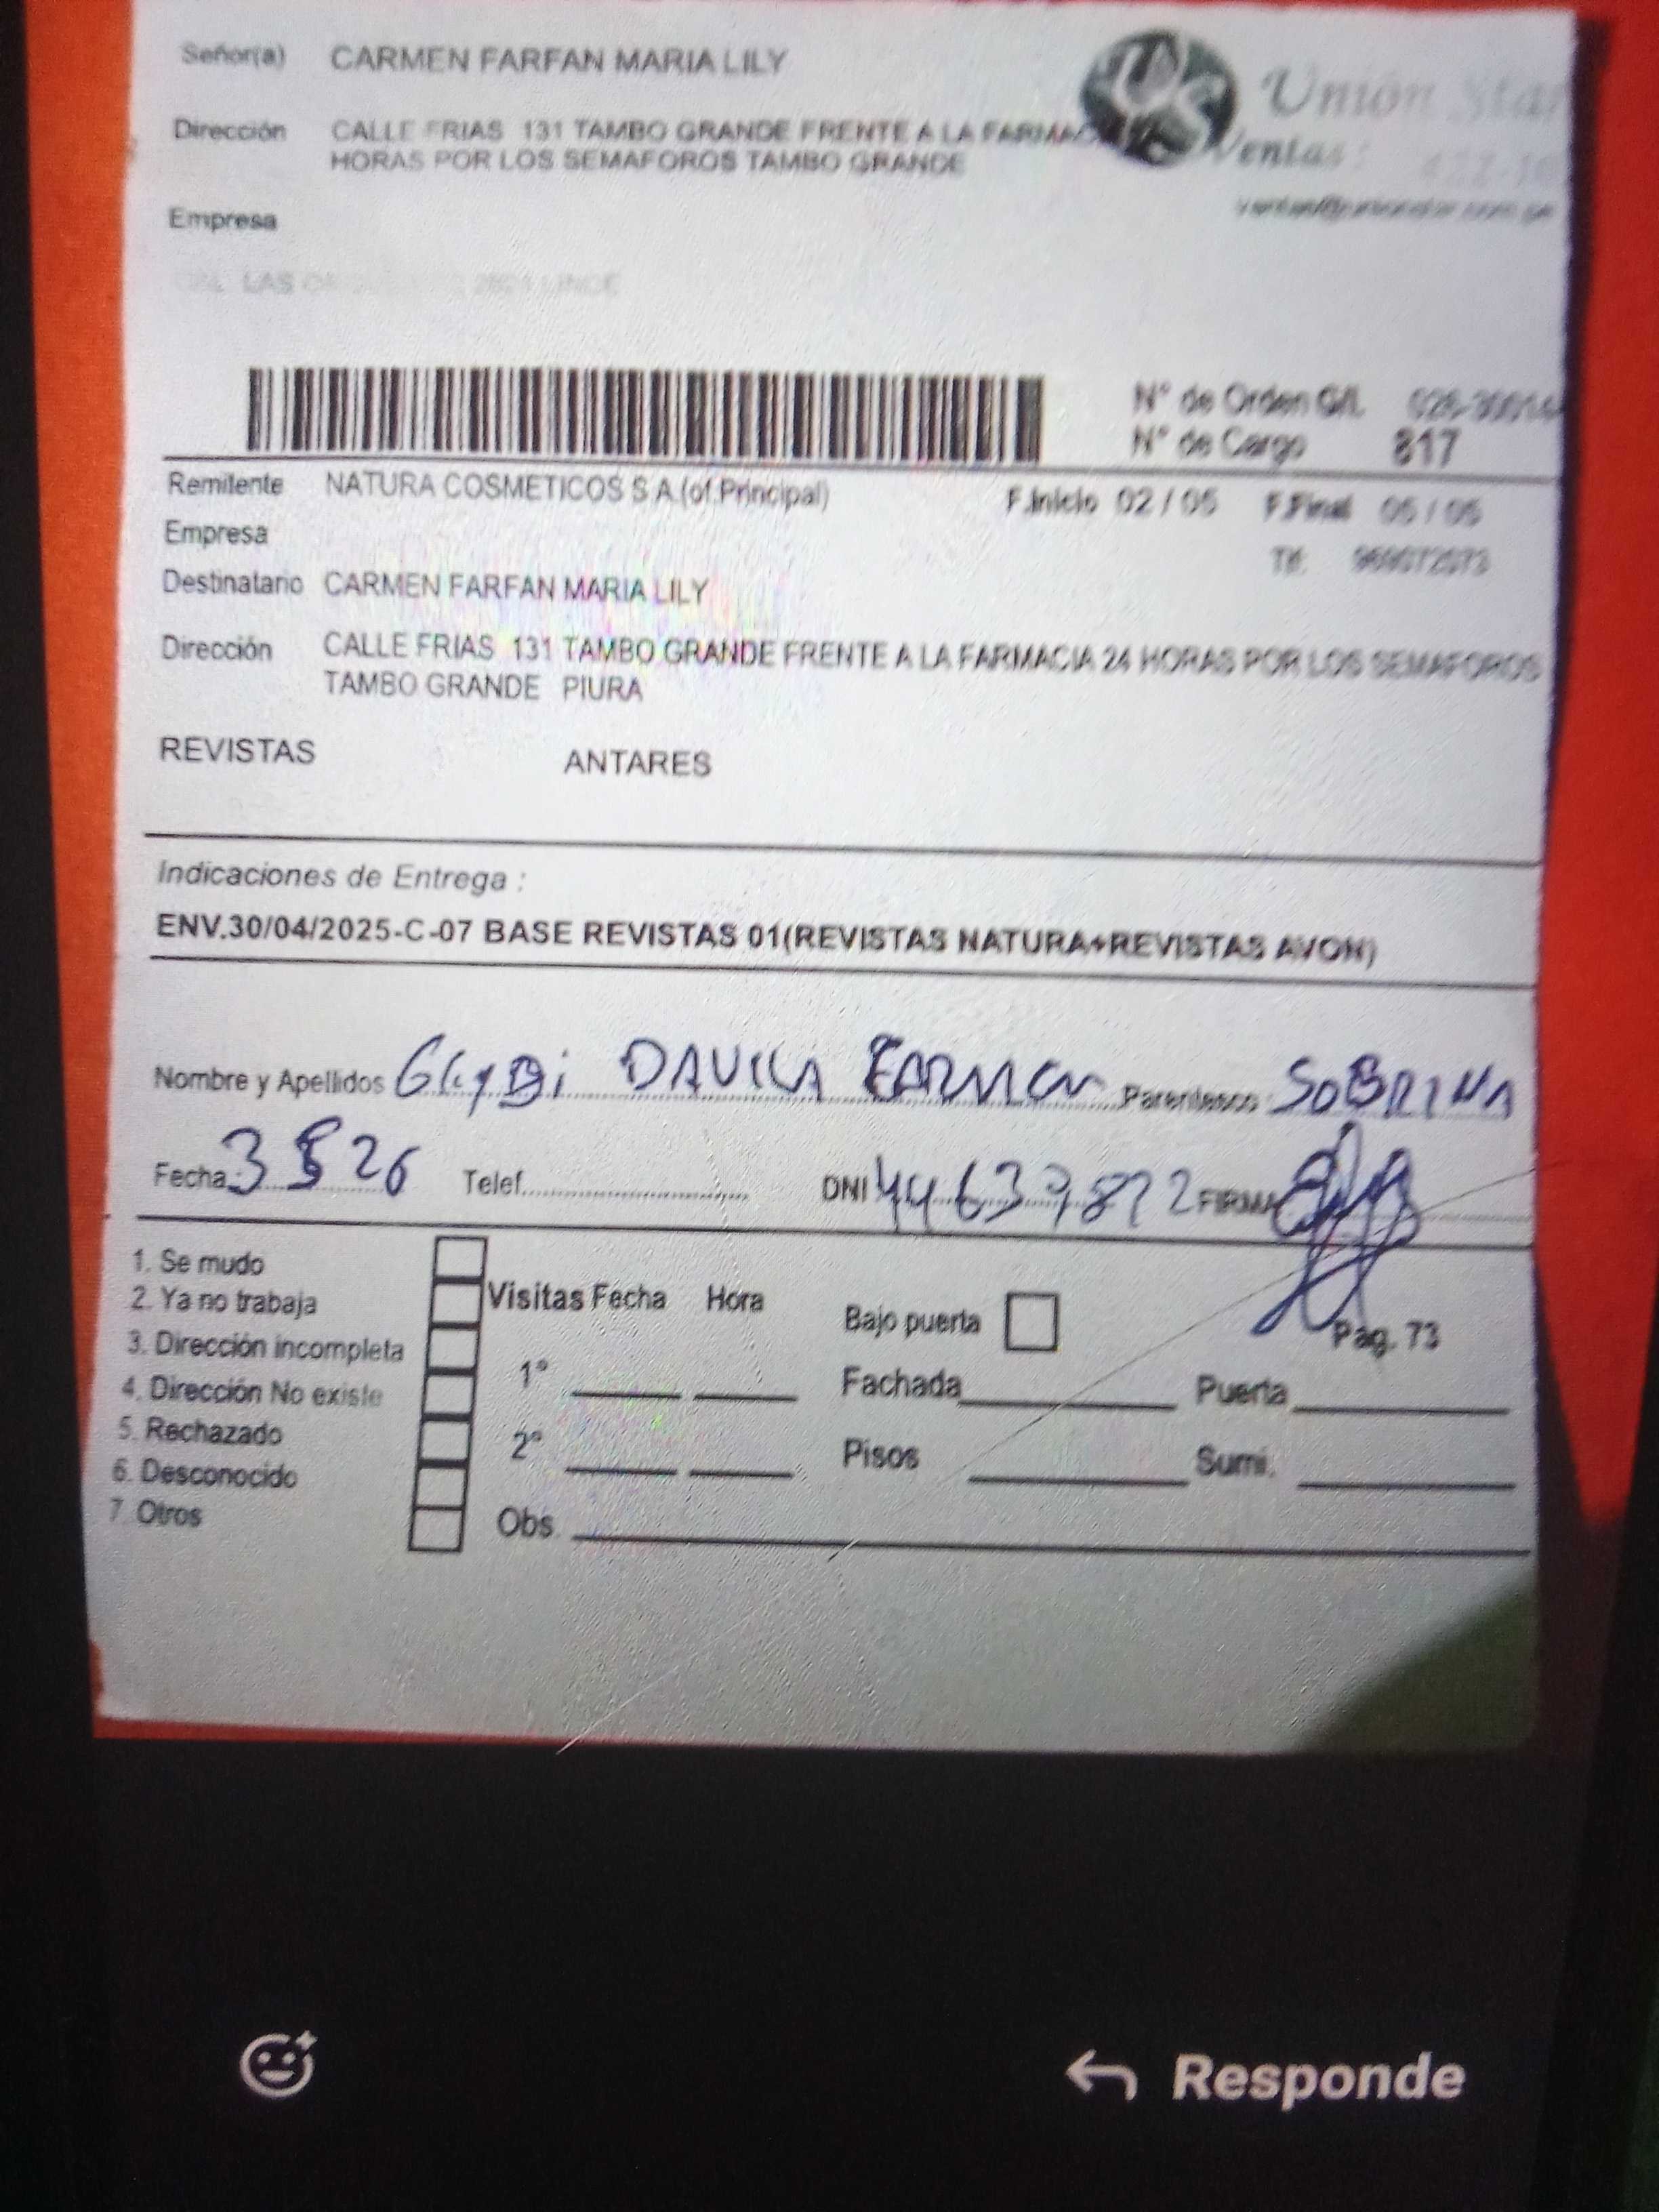 Señor(a) CARMEN FARFAN MARIA LILY
Unión Star
Dirección CALLE FRIAS 131 TAMBO GRANDE FRENTE A LA FARMAC
HORAS POR LOS SEMAFOROS TAMBO GRANDE
Ventas:
Empresa
LAS LINCE
N° de Orden G/L
N° de Cargo 817
Remitente NATURA COSMETICOS S.A.(of.Principal) F.Inicio 02 / 05 F.Final 05 / 05
Empresa
Tlf.
Destinatario CARMEN FARFAN MARIA LILY
Dirección CALLE FRIAS 131 TAMBO GRANDE FRENTE A LA FARMACIA 24 HORAS POR LOS SEMAFOROS
TAMBO GRANDE PIURA
REVISTAS ANTARES
Indicaciones de Entrega :
ENV.30/04/2025-C-07 BASE REVISTAS 01(REVISTAS NATURA+REVISTAS AVON)
Nombre y Apellidos DAVILA Parentesco SOBRINA
Fecha 3 5 26 Telef. DNI 44637872 FIRMA
1. Se mudo
2. Ya no trabaja Visitas Fecha Hora Bajo puerta Pag. 73
3. Dirección incompleta
4. Dirección No existe 1° Fachada Puerta
5. Rechazado 2° Pisos Sumi.
6. Desconocido
7. Otros Obs.
Responde